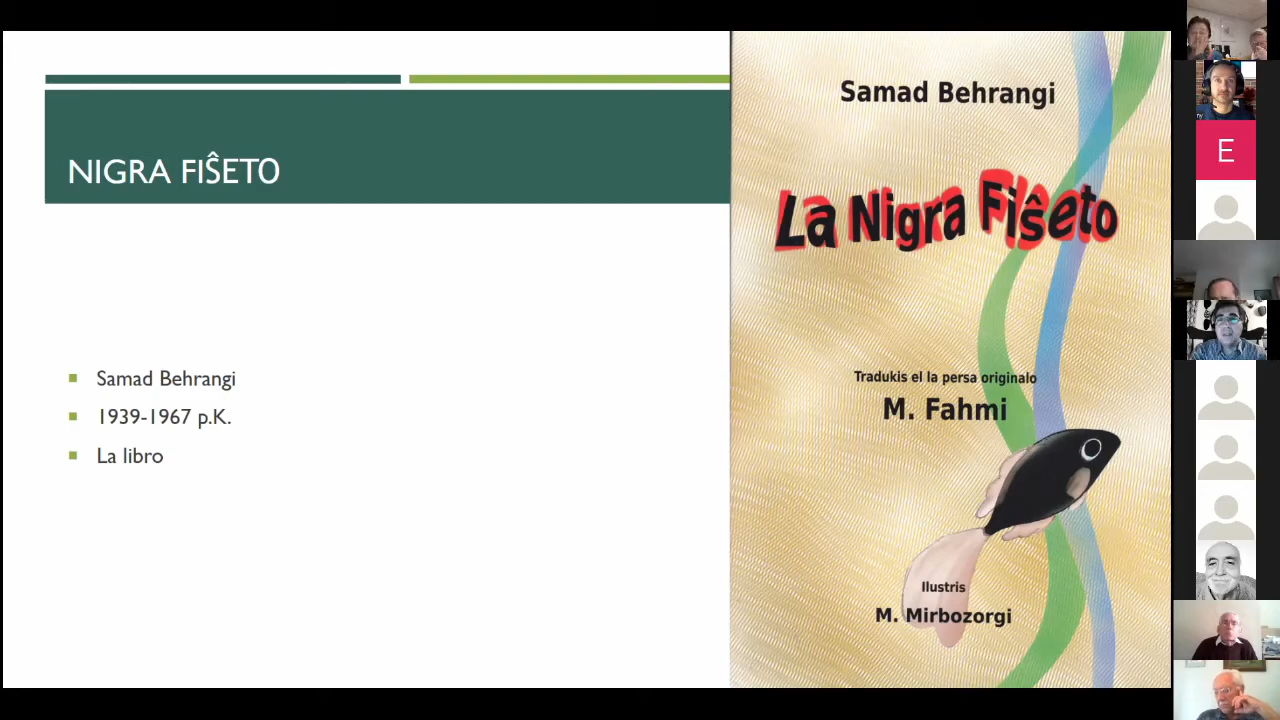 NIGRA FIŜETO
Samad Behrangi
1939-1967 p.K.
La libro
Samad Behrangi
La Nigra Fiŝeto
Tradukis el la persa originalo
M. Fahmi
Ilustris
M. Mirbozorgi
E